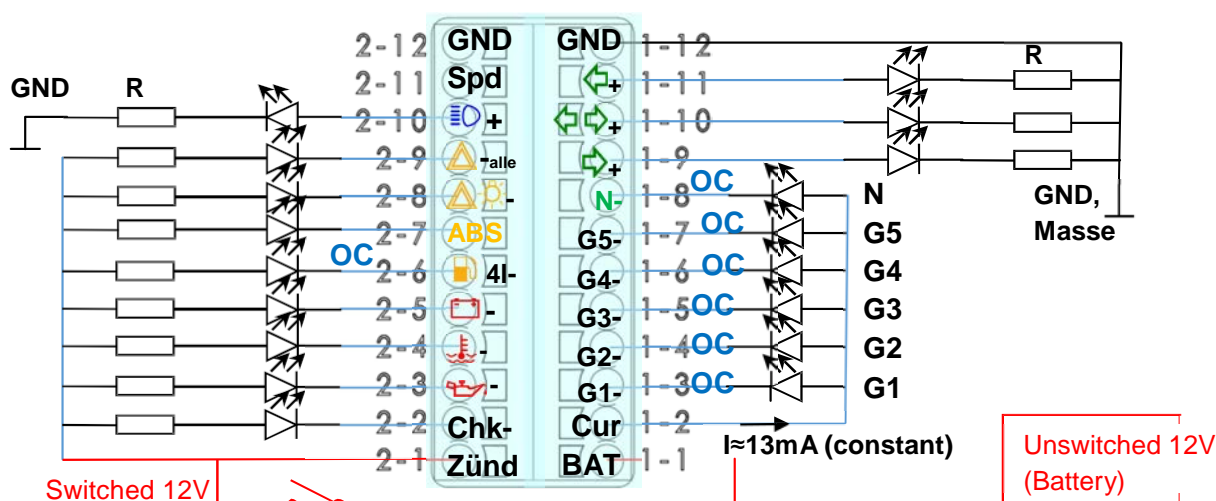 2-12 GND GND 1-12
2-11 Spd + 1-11 R
GND R
2-10 + + 1-10
2-9 -alle + 1-9
2-8 - N- 1-8 OC N GND,
2-7 ABS G5- 1-7 OC G5 Masse
OC 2-6 4l- G4- 1-6 OC G4
2-5 - G3- 1-5 OC G3
2-4 - G2- 1-4 OC G2
2-3 - G1- 1-3 OC G1
2-2 Chk- Cur 1-2
I≈13mA (constant)
2-1 Zünd BAT 1-1
Switched 12V
Unswitched 12V
(Battery)